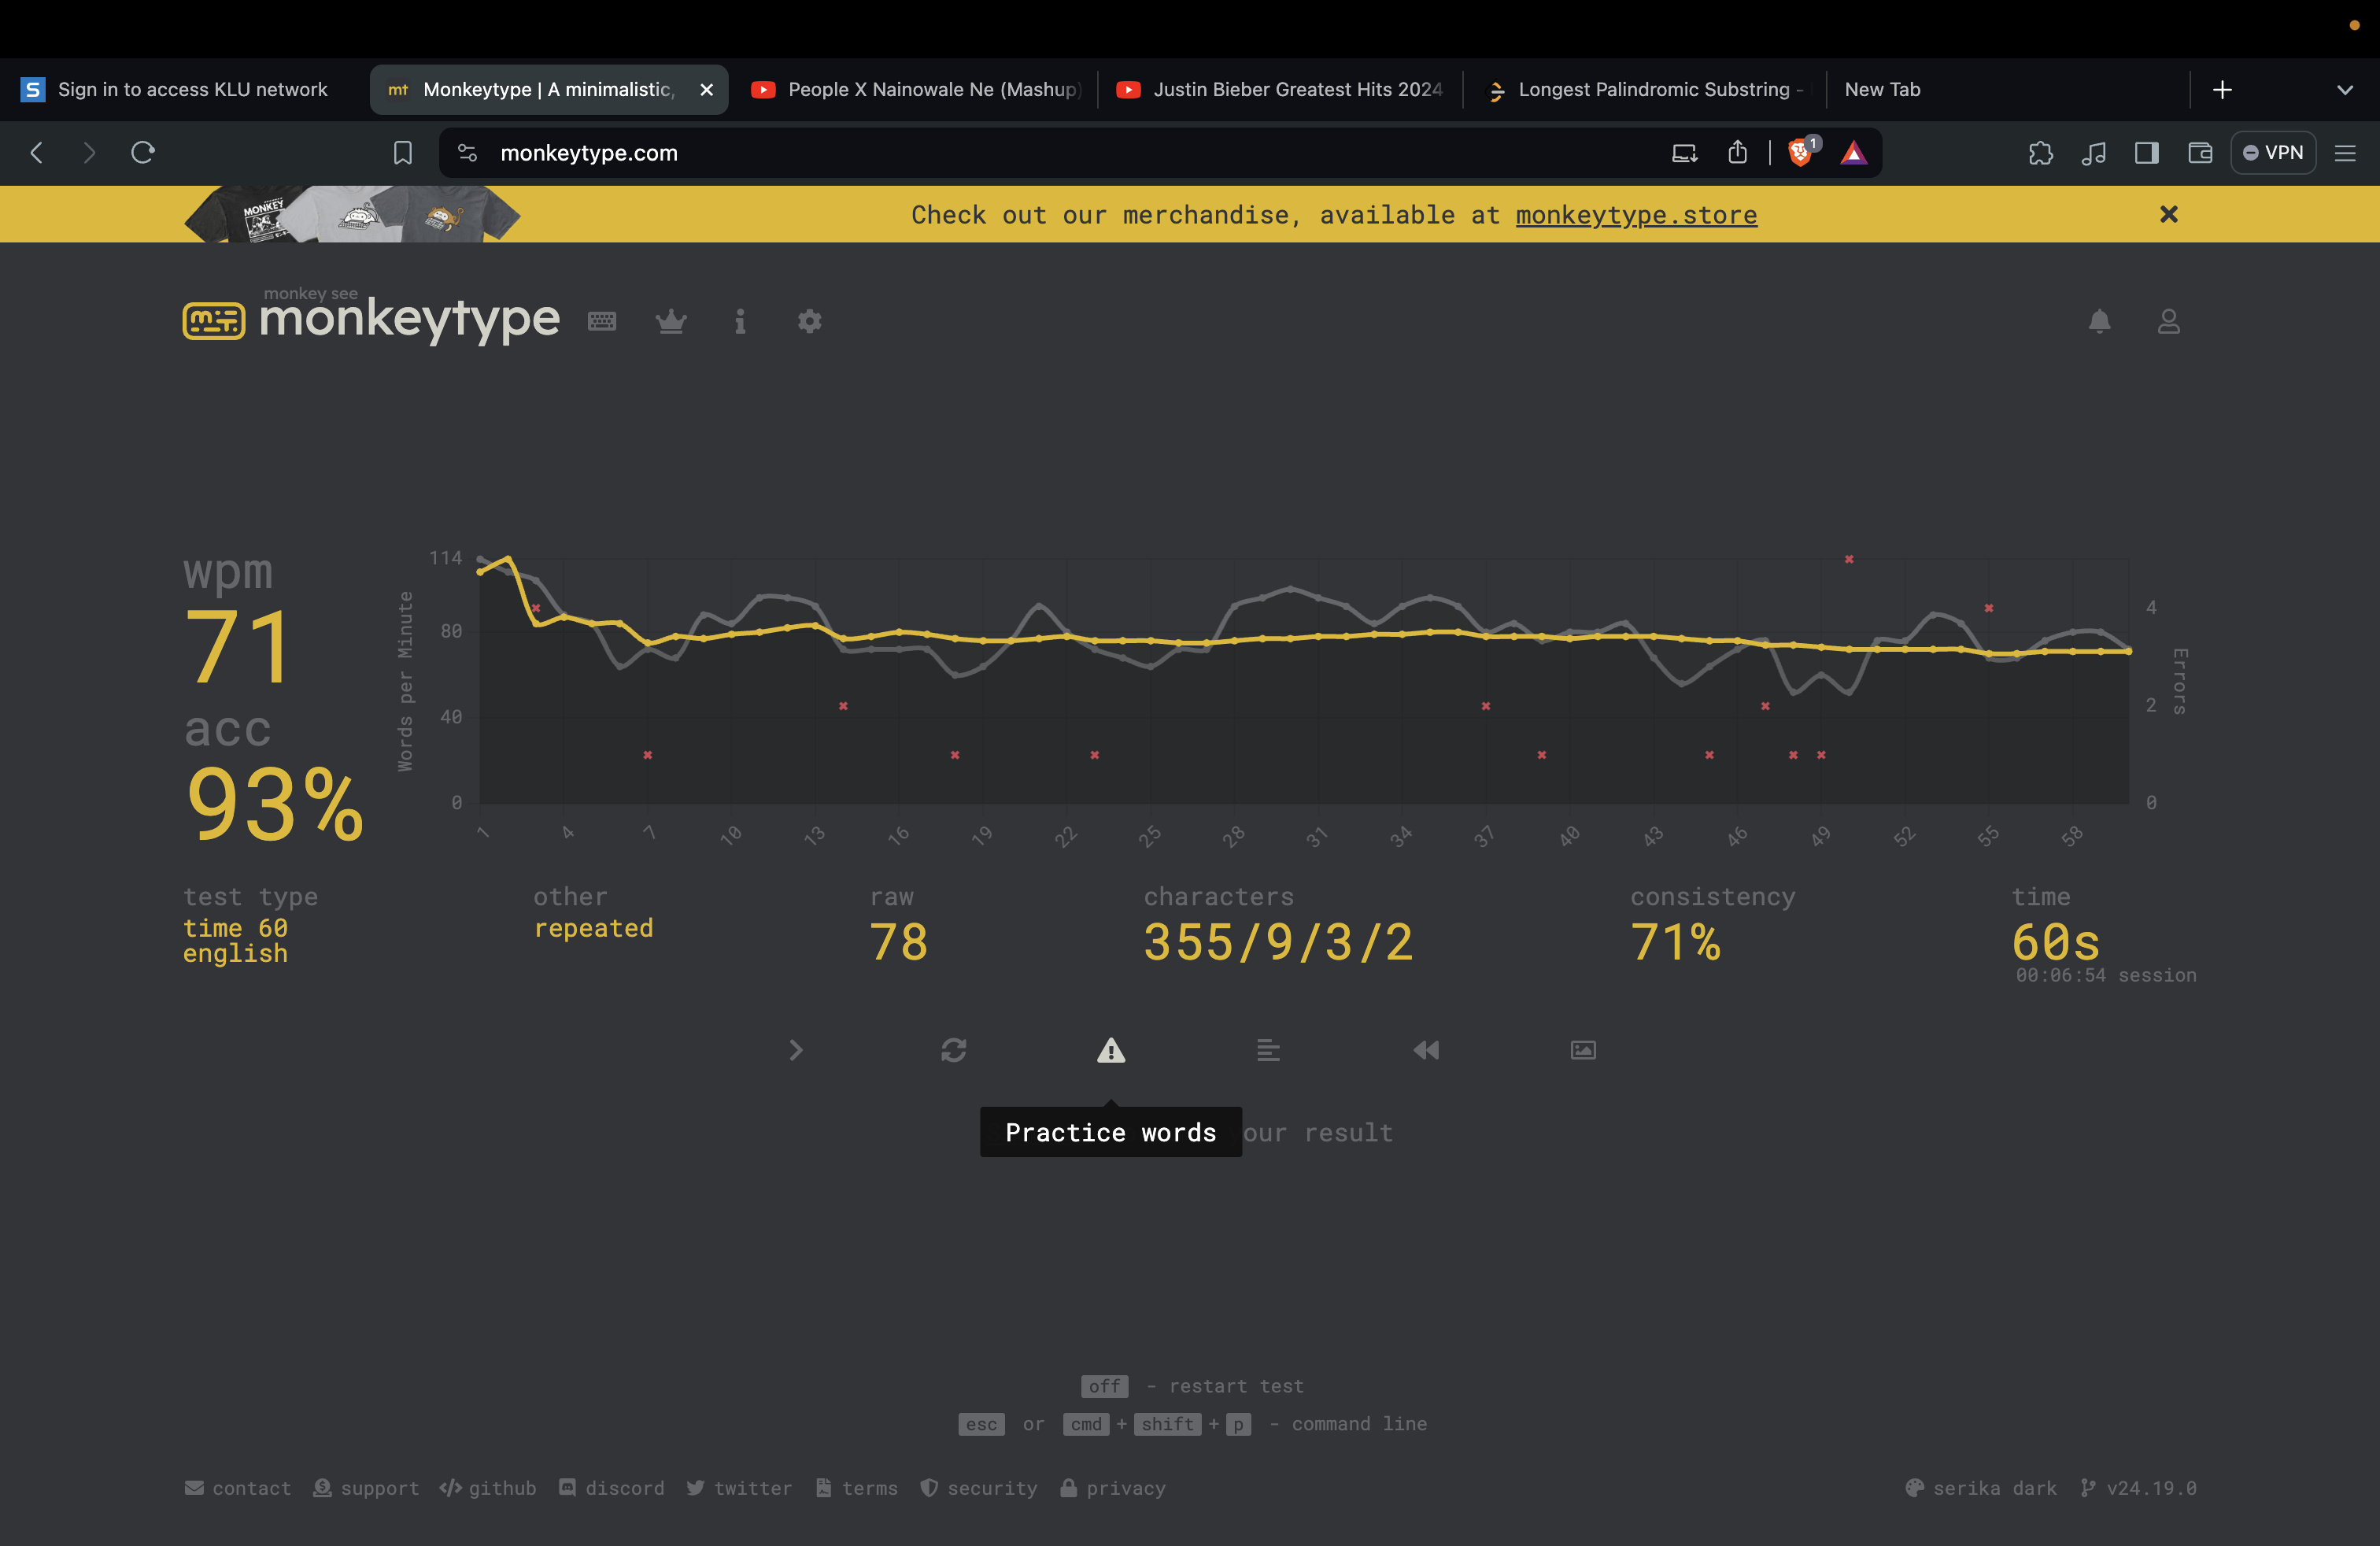 Sign in to access KLU network
mt Monkeytype | A minimalistic,
People X Nainowale Ne (Mashup)
Justin Bieber Greatest Hits 2024
Longest Palindromic Substring -
New Tab
monkeytype.com
1
VPN
MONKEY
Check out our merchandise, available at monkeytype.store
monkey see
monkeytype
wpm
71
acc
93%
Words per Minute
114
80
40
0
Errors
4
2
0
1 4 7 10 13 16 19 22 25 28 31 34 37 40 43 46 49 52 55 58
test type
time 60
english
other
repeated
raw
78
characters
355/9/3/2
consistency
71%
time
60s
00:06:54 session
Practice words
our result
off - restart test
esc or cmd + shift + p - command line
contact support github discord twitter terms security privacy
serika dark v24.19.0